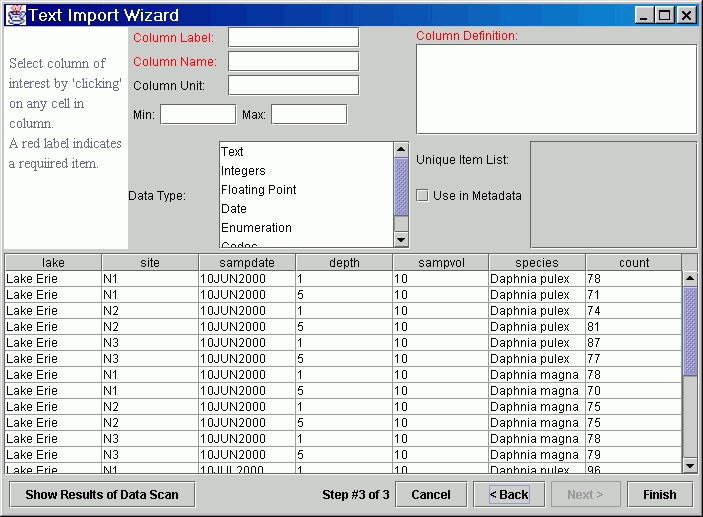 Text Import Wizard
Select column of
interest by 'clicking'
on any cell in
column.
A red label indicates
a requiired item.
Column Label:
Column Name:
Column Unit:
Min: Max:
Data Type:
Text
Integers
Floating Point
Date
Enumeration
Codes
Column Definition:
Unique Item List:
Use in Metadata
lake site sampdate depth sampvol species count
Lake Erie N1 10JUN2000 1 10 Daphnia pulex 78
Lake Erie N1 10JUN2000 5 10 Daphnia pulex 71
Lake Erie N2 10JUN2000 1 10 Daphnia pulex 74
Lake Erie N2 10JUN2000 5 10 Daphnia pulex 81
Lake Erie N3 10JUN2000 1 10 Daphnia pulex 87
Lake Erie N3 10JUN2000 5 10 Daphnia pulex 77
Lake Erie N1 10JUN2000 1 10 Daphnia magna 78
Lake Erie N1 10JUN2000 5 10 Daphnia magna 70
Lake Erie N2 10JUN2000 1 10 Daphnia magna 75
Lake Erie N2 10JUN2000 5 10 Daphnia magna 75
Lake Erie N3 10JUN2000 1 10 Daphnia magna 78
Lake Erie N3 10JUN2000 5 10 Daphnia magna 79
Lake Erie N1 10JUL2000 1 10 Daphnia pulex 96
Show Results of Data Scan Step #3 of 3 Cancel < Back Next > Finish